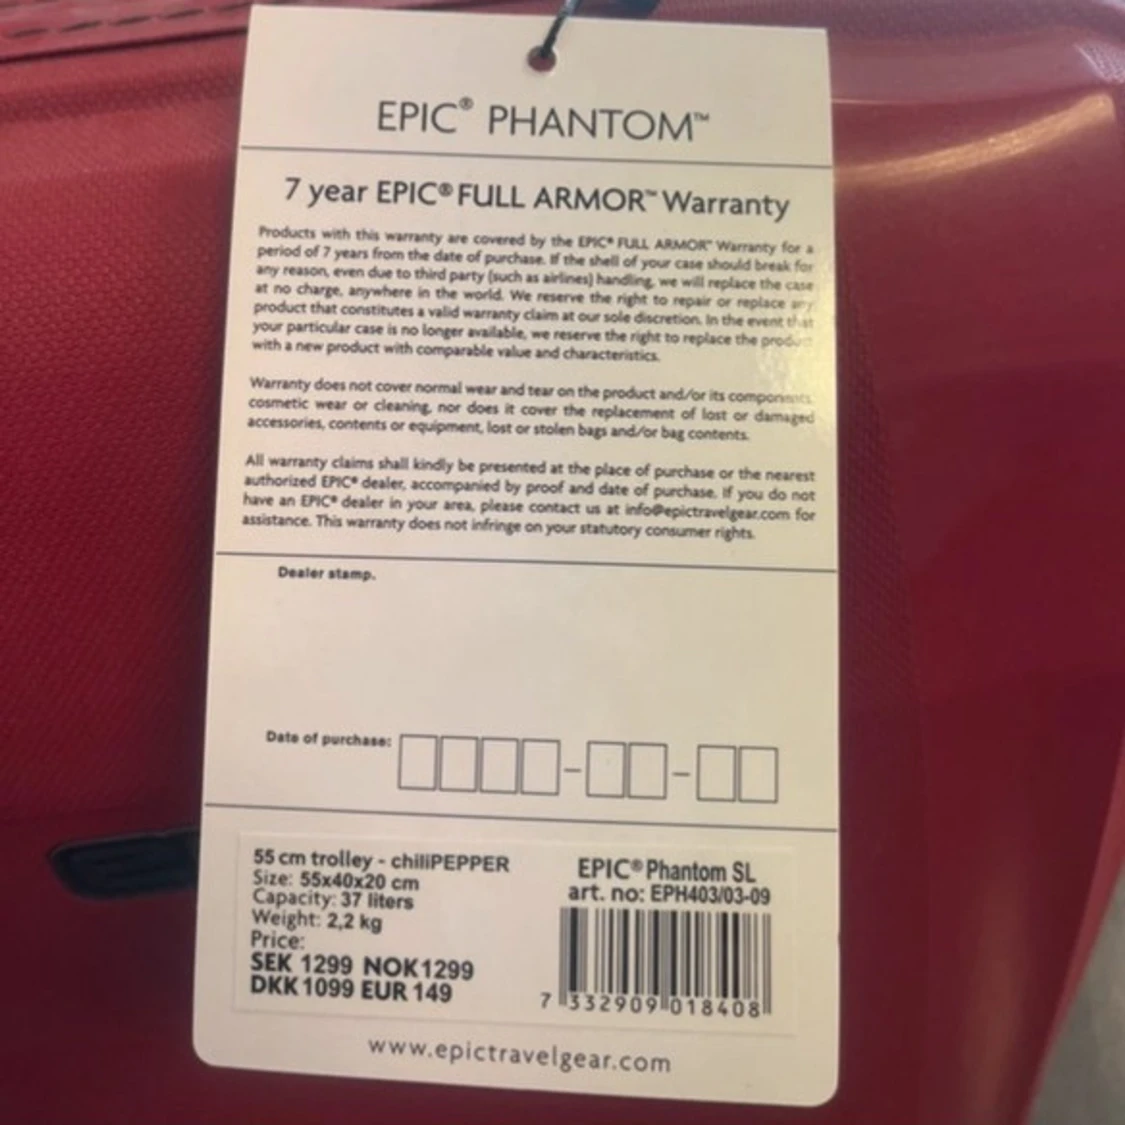 EPIC® PHANTOM™
7 year EPIC® FULL ARMOR™ Warranty
Products with this warranty are covered by the EPIC® FULL ARMOR™ Warranty for a
period of 7 years from the date of purchase. If the shell of your case should break for
any reason, even due to third party (such as airlines) handling, we will replace the case
at no charge, anywhere in the world. We reserve the right to repair or replace any
product that constitutes a valid warranty claim at our sole discretion. In the event that
your particular case is no longer available, we reserve the right to replace the product
with a new product with comparable value and characteristics.
Warranty does not cover normal wear and tear on the product and/or its components,
cosmetic wear or cleaning, nor does it cover the replacement of lost or damaged
accessories, contents or equipment, lost or stolen bags and/or bag contents.
All warranty claims shall kindly be presented at the place of purchase or the nearest
authorized EPIC® dealer, accompanied by proof and date of purchase. If you do not
have an EPIC® dealer in your area, please contact us at info@epictravelgear.com for
assistance. This warranty does not infringe on your statutory consumer rights.
Dealer stamp.
Date of purchase:
55 cm trolley - chiliPEPPER
Size: 55x40x20 cm
Capacity: 37 liters
Weight: 2,2 kg
Price:
SEK 1299 NOK 1299
DKK 1099 EUR 149
EPIC® Phantom SL
art. no: EPH403/03-09
7 332909 018408
www.epictravelgear.com